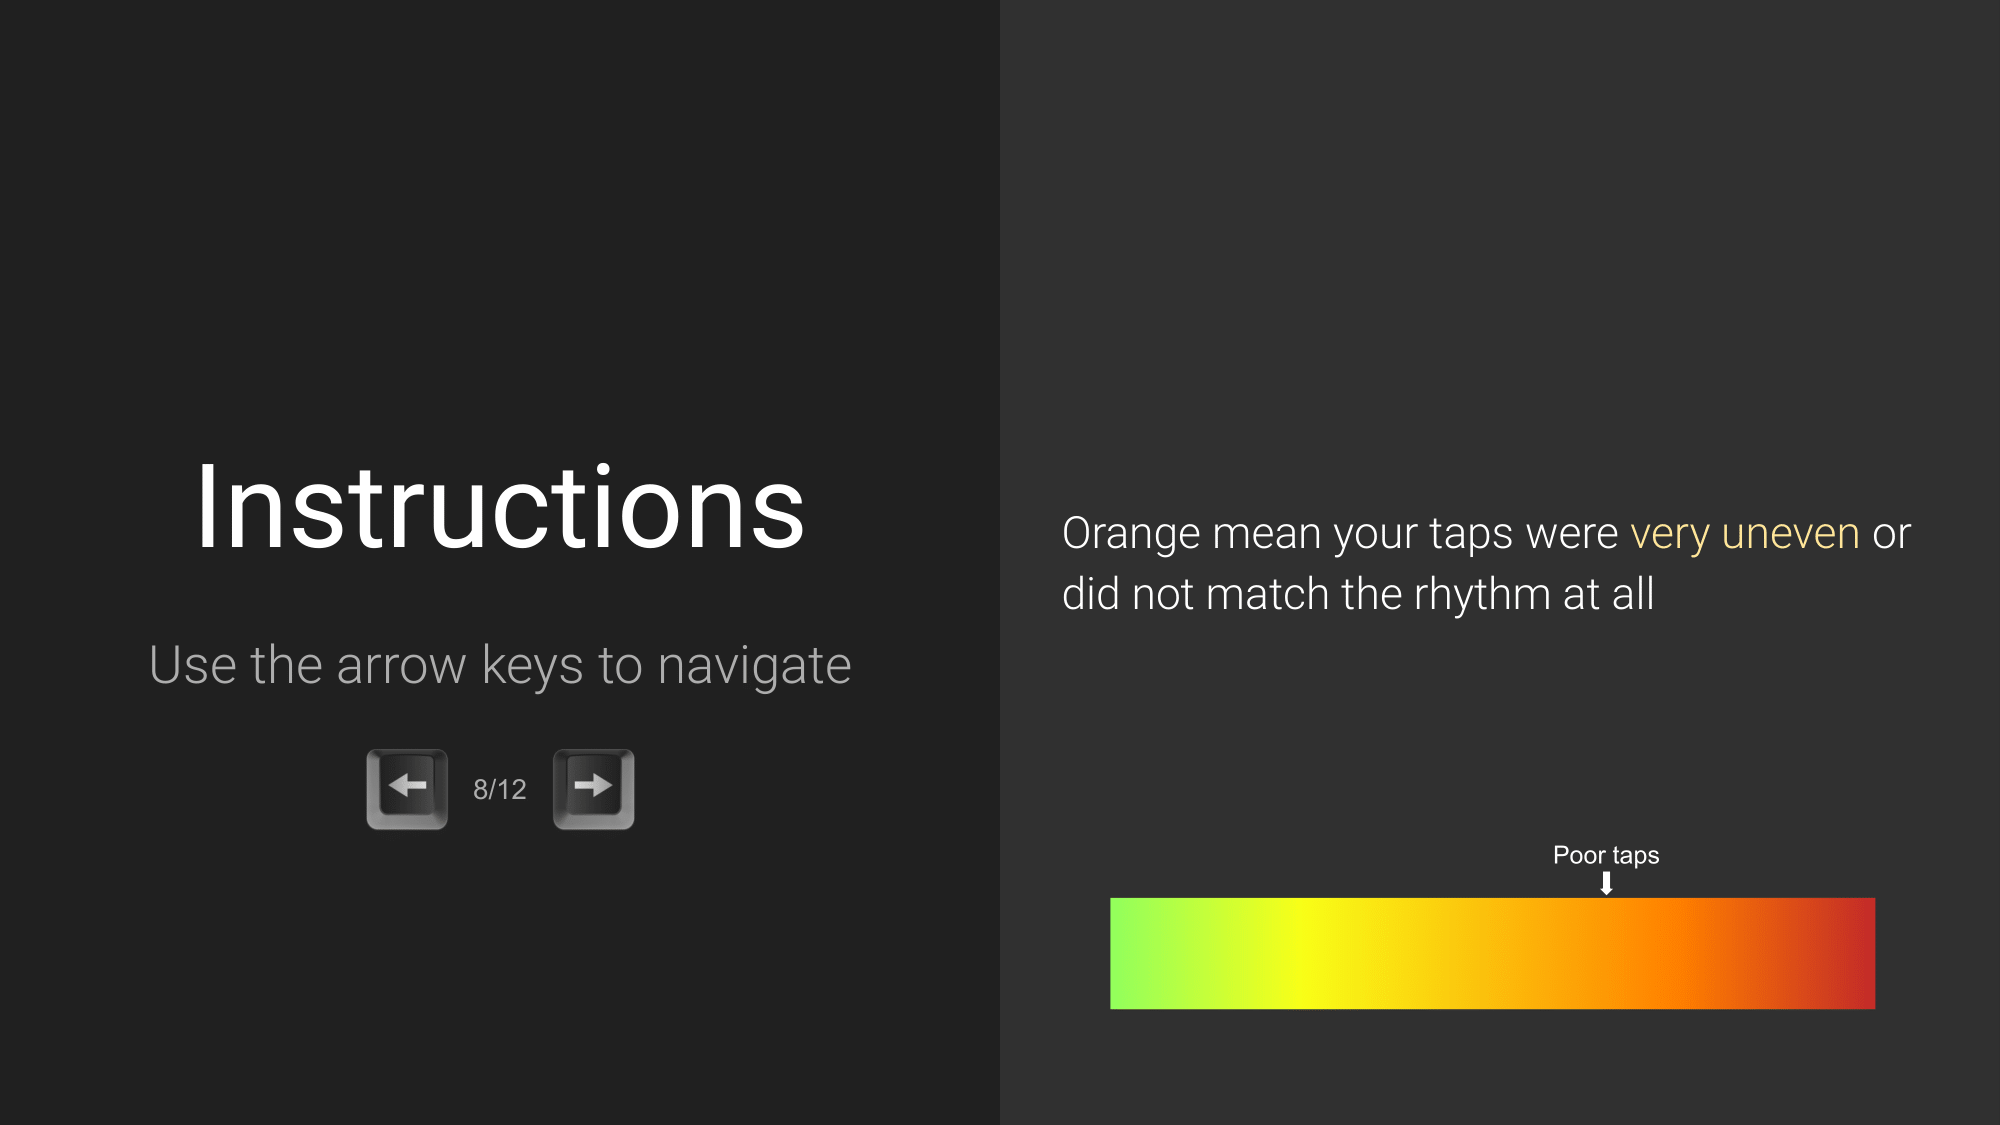 Instructions
Use the arrow keys to navigate
8/12
Orange mean your taps were very uneven or
did not match the rhythm at all
Poor taps